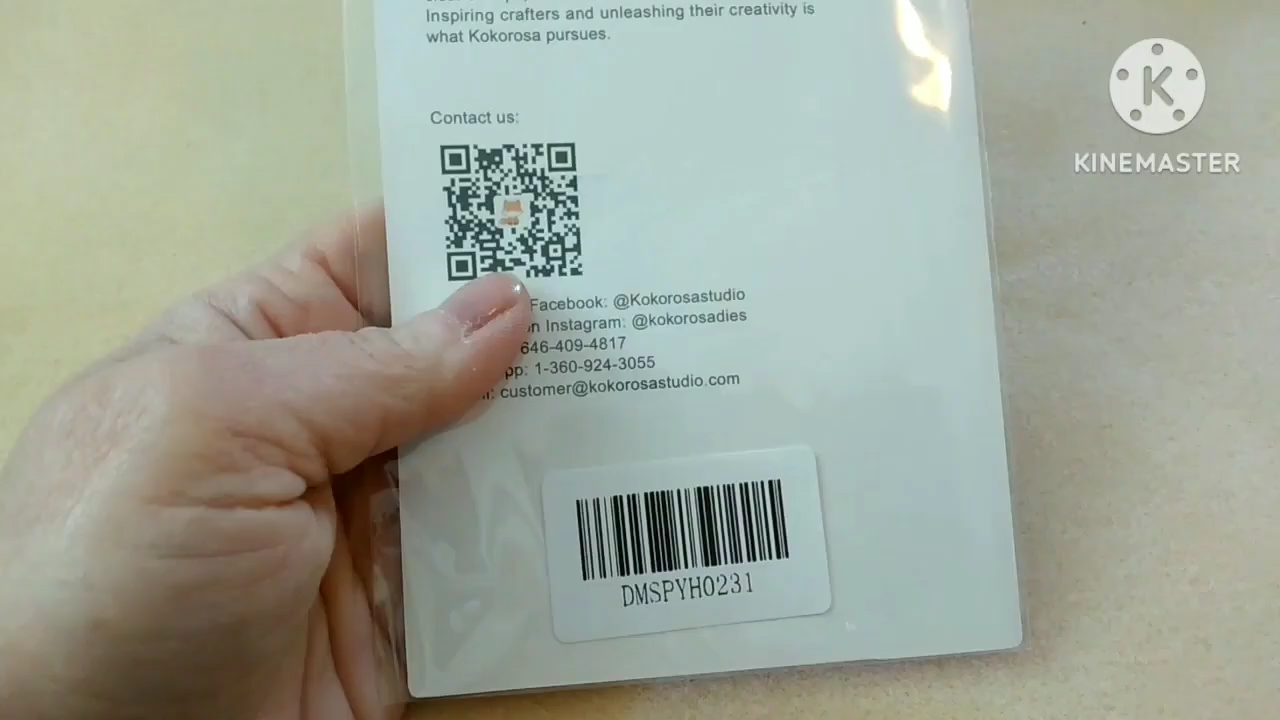 Inspiring crafters and unleashing their creativity is
what Kokorosa pursues.
Contact us:
Facebook: @Kokorosastudio
Instagram: @kokorosadies
646-409-4817
1-360-924-3055
customer@kokorosastudio.com
DMSPYH0231
K
KINEMASTER